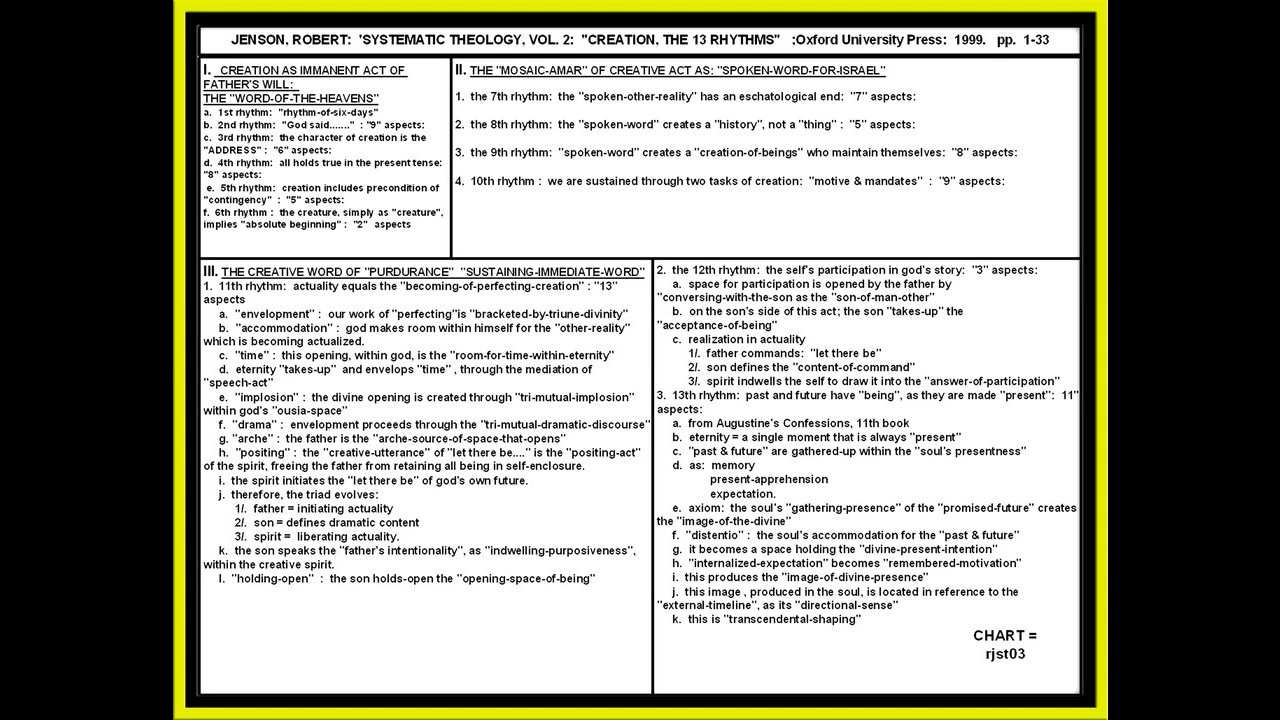 JENSON, ROBERT:  'SYSTEMATIC THEOLOGY, VOL. 2:  "CREATION, THE 13 RHYTHMS"   ;Oxford University Press:  1999.   pp.  1-33
I.  CREATION AS IMMANENT ACT OF
FATHER'S WILL:
THE "WORD-OF-THE-HEAVENS"
a.  1st rhythm:  "rhythm-of-six-days"
b.  2nd rhythm:  "God said......."  :  "9" aspects:
c.  3rd rhythm:  the character of creation is the
"ADDRESS" :  "6" aspects:
d.  4th rhythm:  all holds true in the present tense:
"8" aspects:
e.  5th rhythm:  creation includes precondition of
"contingency"  :  "5" aspects:
f.  6th rhythm :  the creature, simply as "creature",
implies "absolute beginning" :  "2"  aspects
II. THE "MOSAIC-AMAR" OF CREATIVE ACT AS: "SPOKEN-WORD-FOR-ISRAEL"
1.  the 7th rhythm:  the "spoken-other-reality" has an eschatological end:  "7" aspects:
2.  the 8th rhythm:  the "spoken-word" creates a "history", not a "thing" :  "5" aspects:
3.  the 9th rhythm:  "spoken-word" creates a "creation-of-beings" who maintain themselves:  "8" aspects:
4.  10th rhythm :  we are sustained through two tasks of creation:  "motive & mandates"  :  "9" aspects:
III. THE CREATIVE WORD OF "PURDURANCE"  "SUSTAINING-IMMEDIATE-WORD"
1.  11th rhythm:  actuality equals the "becoming-of-perfecting-creation" : "13"
aspects
a.  "envelopment" :  our work of "perfecting"is "bracketed-by-triune-divinity"
b.  "accommodation" :  god makes room within himself for the "other-reality"
which is becoming actualized.
c.  "time" :  this opening, within god, is the "room-for-time-within-eternity"
d.  eternity "takes-up"  and envelops "time" , through the mediation of
"speech-act"
e.  "implosion" :  the divine opening is created through "tri-mutual-implosion"
within god's "ousia-space"
f.  "drama" :  envelopment proceeds through the "tri-mutual-dramatic-discourse"
g. "arche" :  the father is the "arche-source-of-space-that-opens"
h.  "positing" :  the "creative-utterance" of "let there be...." is the "positing-act"
of the spirit, freeing the father from retaining all being in self-enclosure.
i.  the spirit initiates the "let there be" of god's own future.
j.  therefore, the triad evolves:
1/.  father = initiating actuality
2/.  son = defines dramatic content
3/.  spirit =  liberating actuality.
k.  the son speaks the "father's intentionality", as "indwelling-purposiveness",
within the creative spirit.
l.  "holding-open"  :  the son holds-open the "opening-space-of-being"
2.  the 12th rhythm:  the self's participation in god's story:  "3" aspects:
a.  space for participation is opened by the father by
"conversing-with-the-son as the "son-of-man-other"
b.  on the son's side of this act; the son "takes-up" the
"acceptance-of-being"
c.  realization in actuality
1/.  father commands:  "let there be"
2/.  son defines the "content-of-command"
3/.  spirit indwells the self to draw it into the "answer-of-participation"
3.  13th rhythm:  past and future have "being", as they are made "present":  11"
aspects:
a.  from Augustine's Confessions, 11th book
b.  eternity = a single moment that is always "present"
c.  "past & future" are gathered-up within the "soul's presentness"
d.  as:  memory
present-apprehension
expectation.
e.  axiom:  the soul's "gathering-presence" of the "promised-future" creates
the "image-of-the-divine"
f.  "distentio" :  the soul's accommodation for the "past & future"
g.  it becomes a space holding the "divine-present-intention"
h.  "internalized-expectation" becomes "remembered-motivation"
i.  this produces the "image-of-divine-presence"
j.  this image , produced in the soul, is located in reference to the
"external-timeline", as its "directional-sense"
k.  this is "transcendental-shaping"
CHART =
rjst03